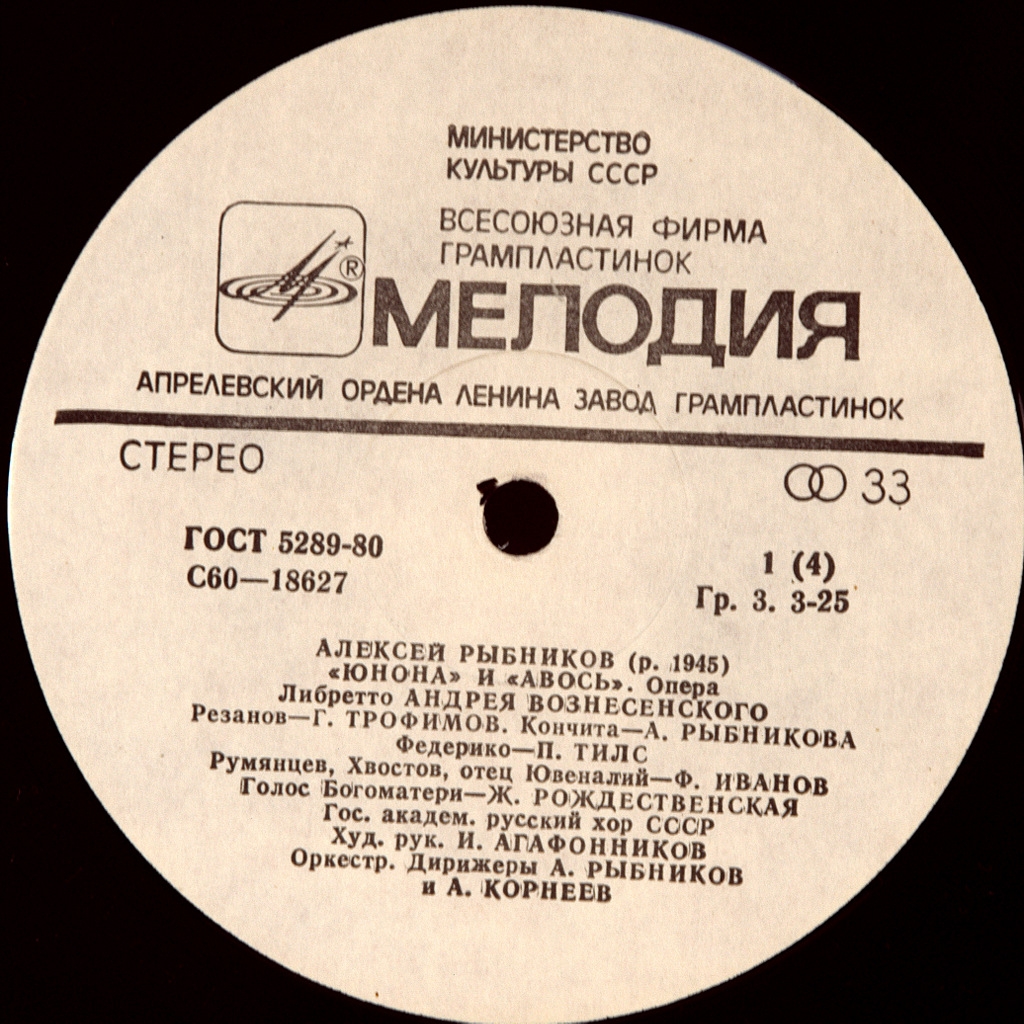 МИНИСТЕРСТВО
КУЛЬТУРЫ СССР
ВСЕСОЮЗНАЯ ФИРМА
ГРАМПЛАСТИНОК
®
МЕЛОДИЯ
АПРЕЛЕВСКИЙ ОРДЕНА ЛЕНИНА ЗАВОД ГРАМПЛАСТИНОК
СТЕРЕО
33
ГОСТ 5289-80
1 (4)
С60—18627
Гр. 3. 3-25
АЛЕКСЕЙ РЫБНИКОВ (р. 1945)
«ЮНОНА» И «АВОСЬ». Опера
Либретто АНДРЕЯ ВОЗНЕСЕНСКОГО
Резанов—Г. ТРОФИМОВ. Кончита—А. РЫБНИКОВА
Федерико—П. ТИЛС
Румянцев, Хвостов, отец Ювеналий—Ф. ИВАНОВ
Голос Богоматери—Ж. РОЖДЕСТВЕНСКАЯ
Гос. академ. русский хор СССР
Худ. рук. И. АГАФОННИКОВ
Оркестр. Дирижеры А. РЫБНИКОВ
и А. КОРНЕЕВ